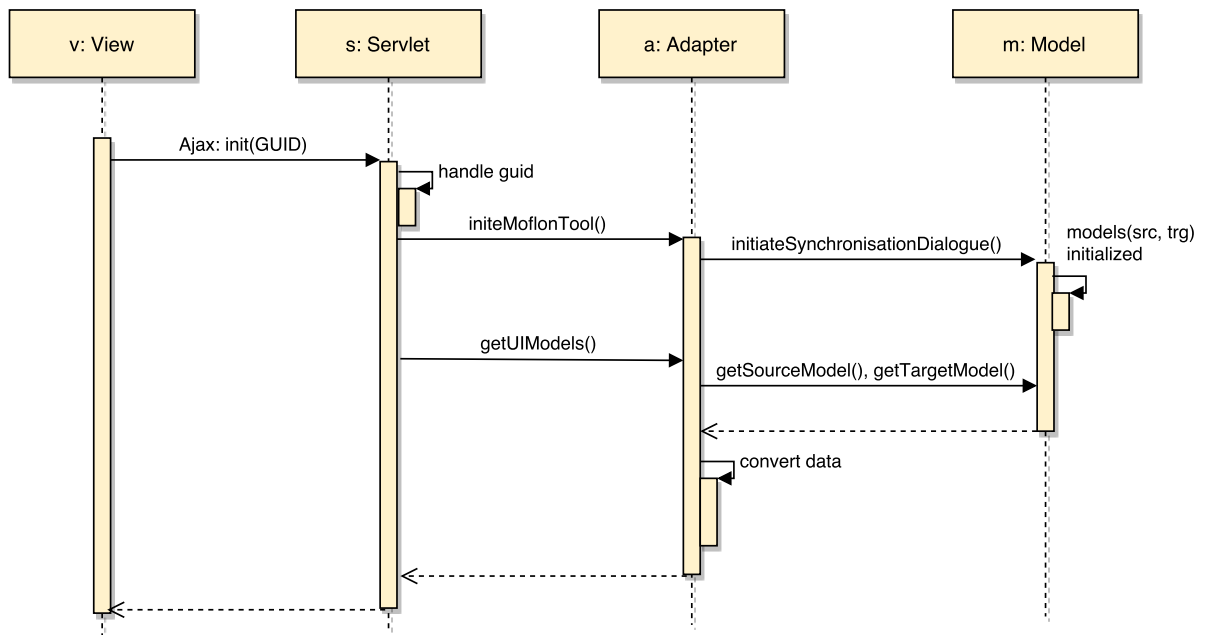 v: View
s: Servlet
a: Adapter
m: Model
Ajax: init(GUID)
handle guid
initeMoflonTool()
initiateSynchronisationDialogue()
models(src, trg)
initialized
getUIModels()
getSourceModel(), getTargetModel()
convert data